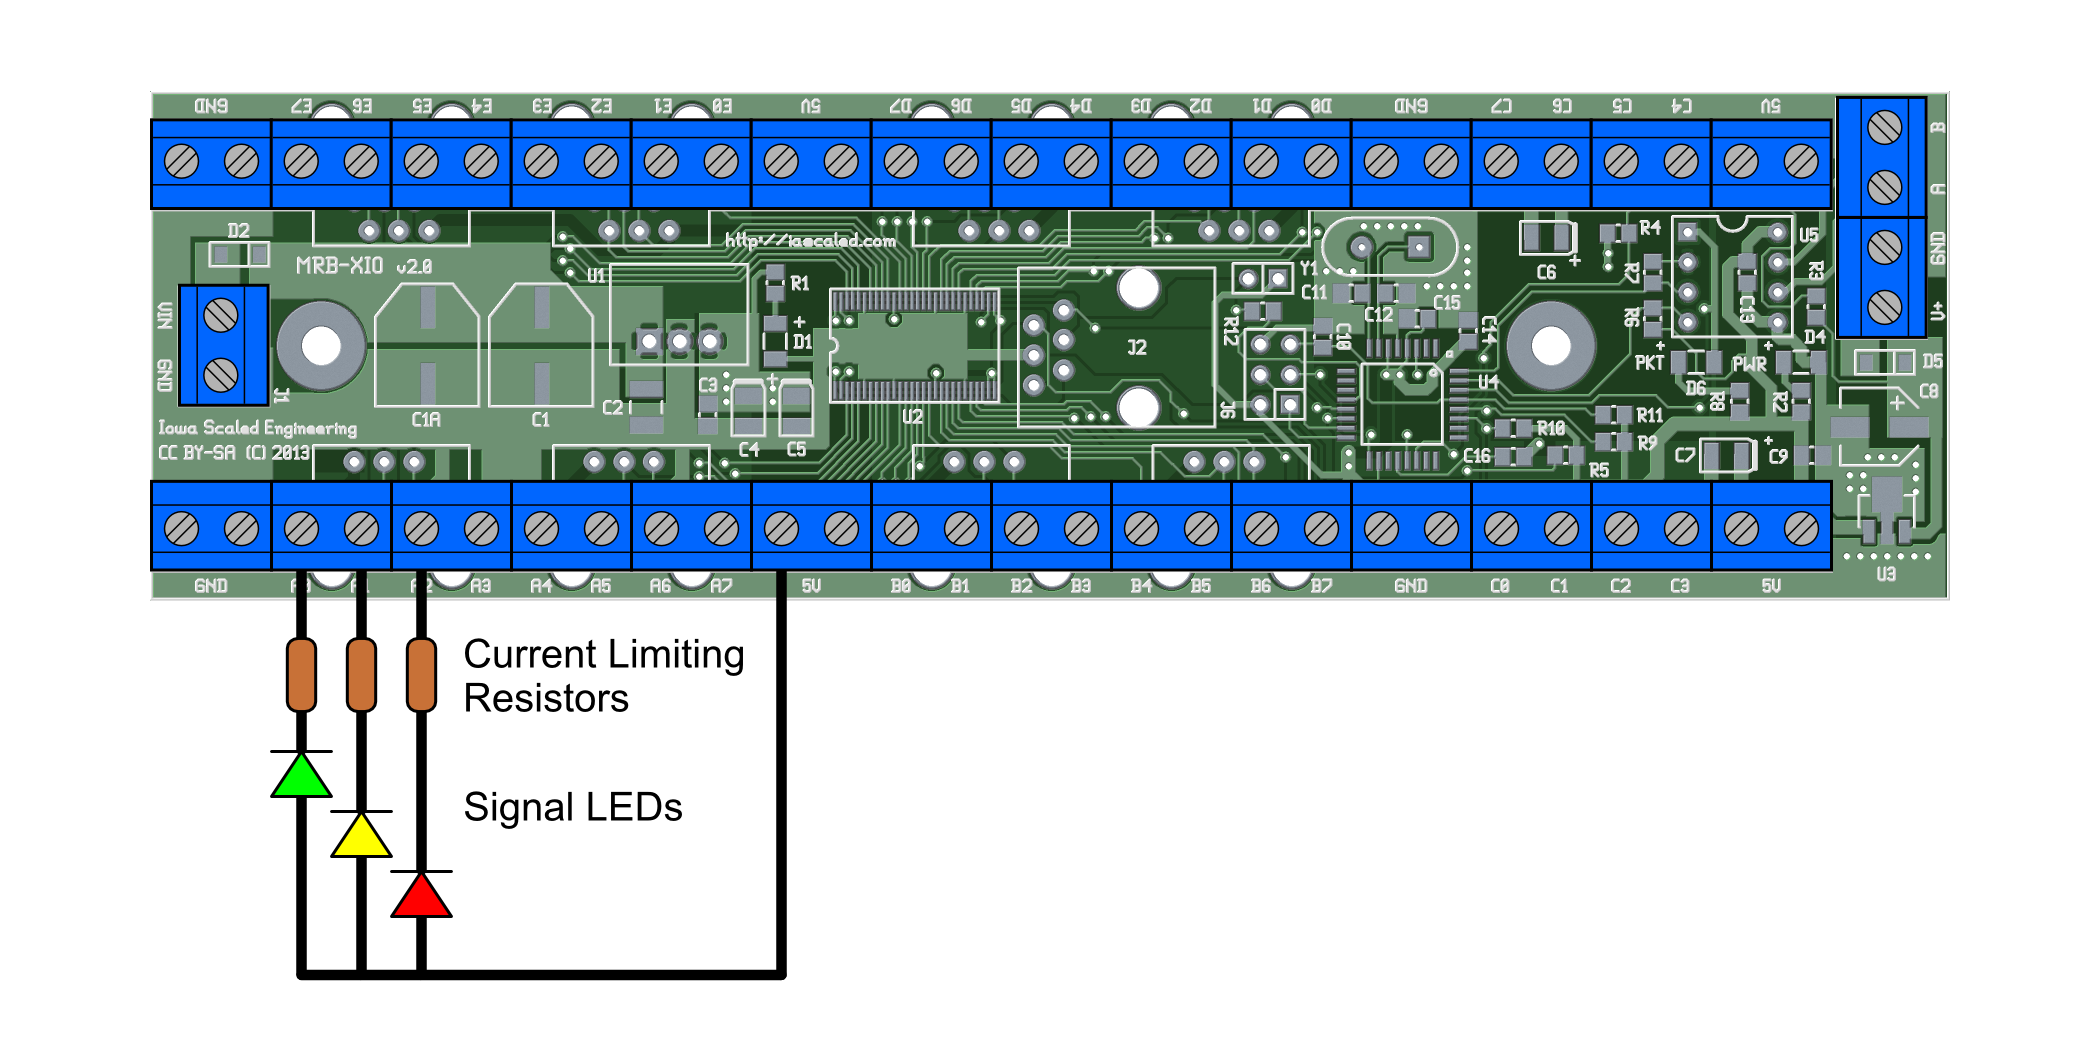 GND E7 E6 E5 E4 E3 E2 E1 E0 5V D7 D6 D5 D4 D3 D2 D1 D0 GND C7 C6 C5 C4 5V
B
A
GND
V+
D2
MRB-XIO v2.0
U1
http://iascaled.com
R1
+
D1
VIN
GND
J1
C1A
C1
C2
C3
+
C4
C5
U2
J2
Y1
C11
R12
C12
C15
C10
C14
J6
U4
C6
+
R4
R7
R6
U5
C13
R3
+
PKT
D6
+
PWR
D4
D5
R8
R2
C8
+
R11
R10
R9
C16
R5
C7
+
C9
U3
Iowa Scaled Engineering
CC BY-SA (C) 2013
GND A0 A1 A2 A3 A4 A5 A6 A7 5V B0 B1 B2 B3 B4 B5 B6 B7 GND C0 C1 C2 C3 5V
Current Limiting
Resistors
Signal LEDs